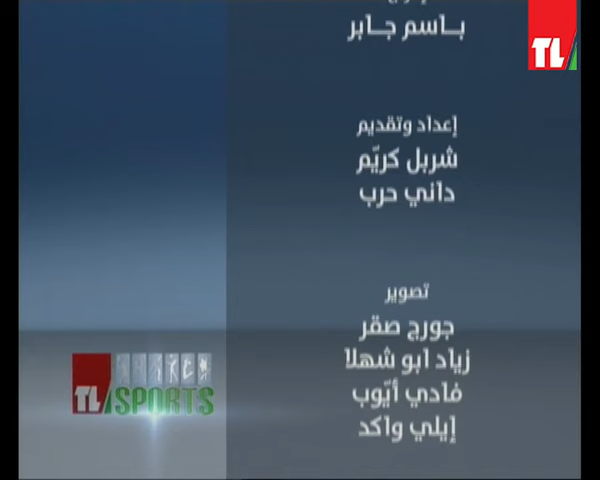 باسم جابر
TL
إعداد وتقديم
شربل كريّم
داني حرب
تصوير
جورج صقر
زياد ابو شهلا
فادي أيّوب
إيلي واكد
TL SPORTS